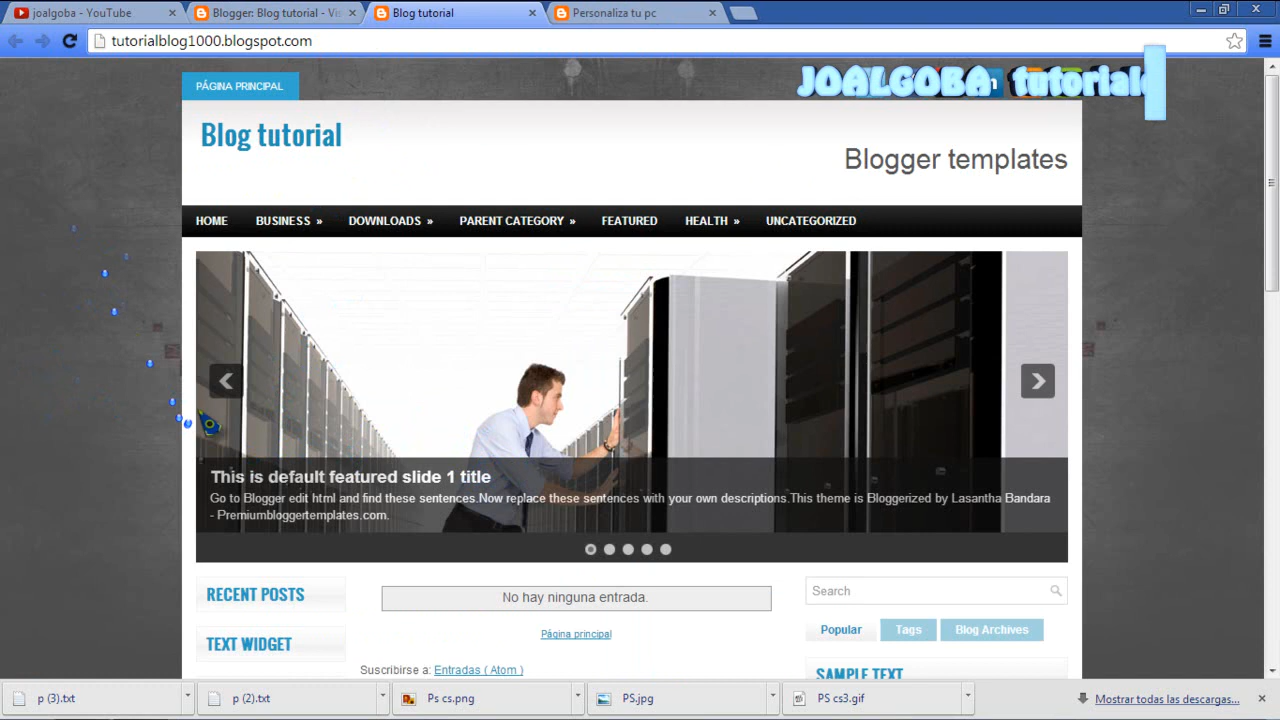 joalgoba - YouTube
Blogger: Blog tutorial - Vis
Blog tutorial
Personaliza tu pc
tutorialblog1000.blogspot.com
PÁGINA PRINCIPAL
JOALGOBA tutoriale
Blog tutorial
Blogger templates
HOME BUSINESS » DOWNLOADS » PARENT CATEGORY » FEATURED HEALTH » UNCATEGORIZED
This is default featured slide 1 title
Go to Blogger edit html and find these sentences.Now replace these sentences with your own descriptions.This theme is Bloggerized by Lasantha Bandara
- Premiumbloggertemplates.com.
RECENT POSTS
No hay ninguna entrada.
Search
Página principal
Popular Tags Blog Archives
TEXT WIDGET
Suscribirse a: Entradas ( Atom )
SAMPLE TEXT
p (3).txt
p (2).txt
Ps cs.png
PS.jpg
PS cs3.gif
Mostrar todas las descargas...